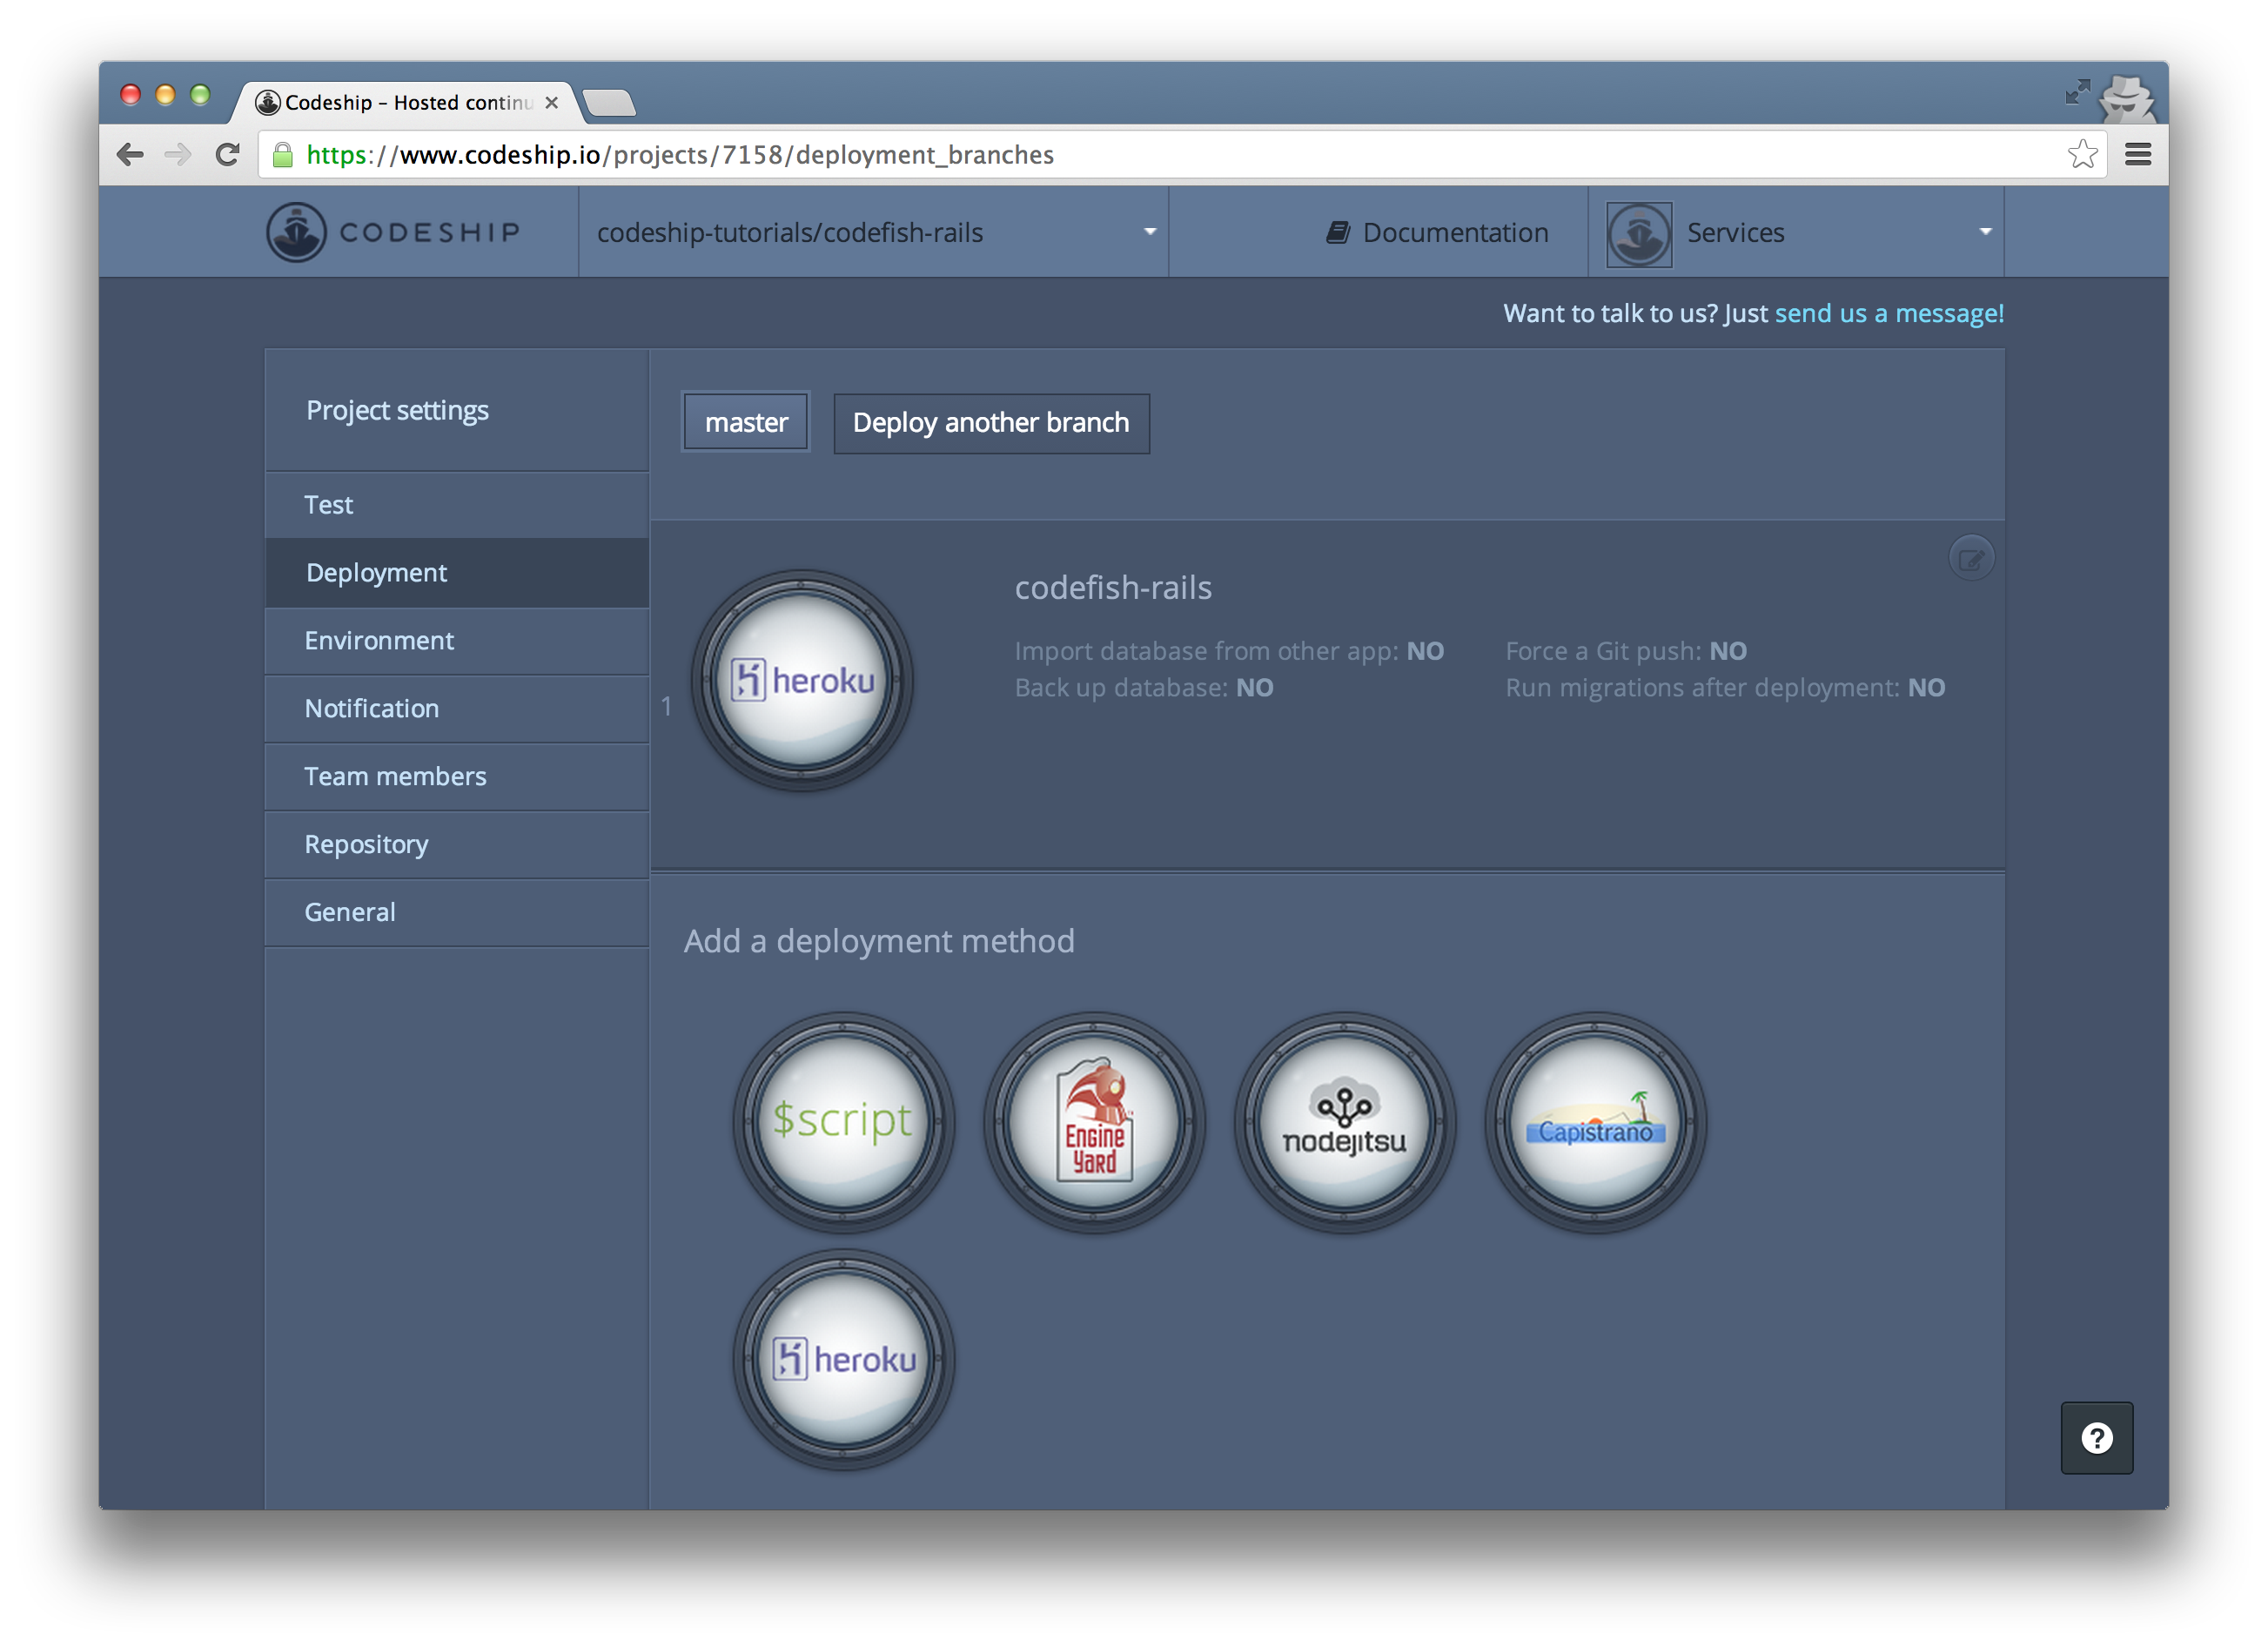 Codeship – Hosted continu
https://www.codeship.io/projects/7158/deployment_branches
CODESHIP
codeship-tutorials/codefish-rails
Documentation
Services
Want to talk to us? Just send us a message!
Project settings
Test
Deployment
Environment
Notification
Team members
Repository
General
master
Deploy another branch
1
heroku
codefish-rails
Import database from other app: NO
Force a Git push: NO
Back up database: NO
Run migrations after deployment: NO
Add a deployment method
$script
Engine
Yard
nodejitsu
Capistrano
heroku
?